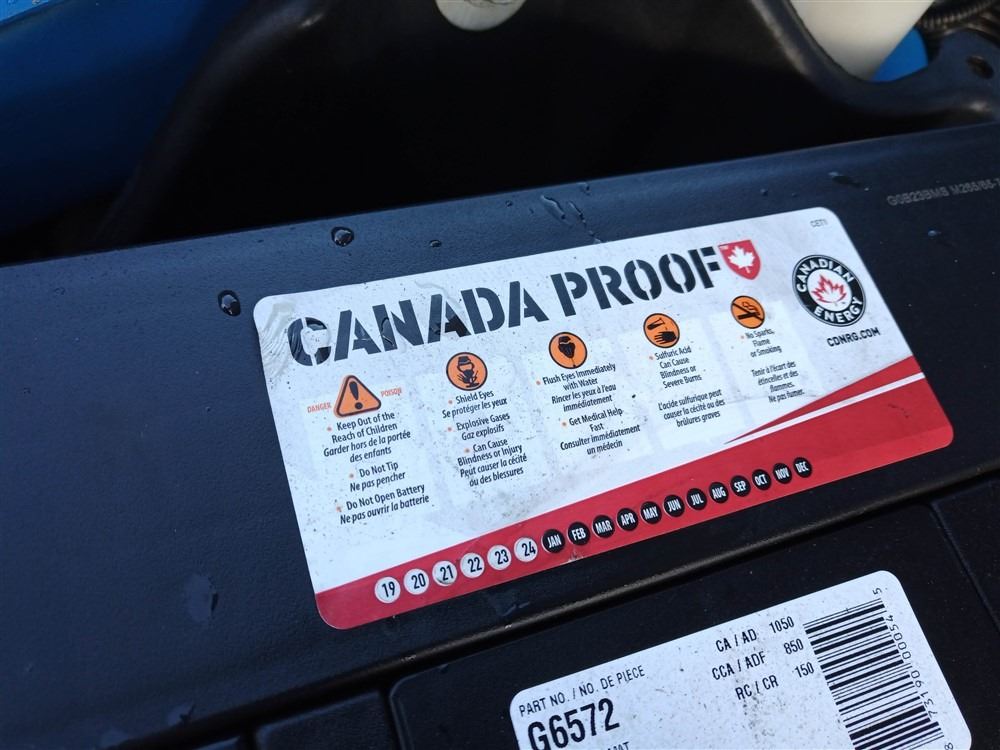 G0B23BMB M265/65-
CET1
CANADA PROOF
CANADIAN
ENERGY
CDNRG.COM
DANGER
POISON
• Keep Out of the
Reach of Children
Garder hors de la portée
des enfants
• Do Not Tip
Ne pas pencher
• Do Not Open Battery
Ne pas ouvrir la batterie
• Shield Eyes
Se protéger les yeux
• Explosive Gases
Gaz explosifs
• Can Cause
Blindness or Injury
Peut causer la cécité
ou des blessures
• Flush Eyes Immediately
with Water
Rincer les yeux à l'eau
immédiatement
• Get Medical Help
Fast
Consulter immédiatement
un médecin
• Sulfuric Acid
Can Cause
Blindness or
Severe Burns
L'acide sulfurique peut
causer la cécité ou des
brûlures graves
• No Sparks,
Flame
or Smoking
Tenir à l'écart des
étincelles et des
flammes.
Ne pas fumer.
19 20 21 22 23 24 JAN FEB MAR APR MAY JUN JUL AUG SEP OCT NOV DEC
PART NO. / NO. DE PIECE
G6572
CA / AD 1050
CCA / ADF 850
RC / CR 150